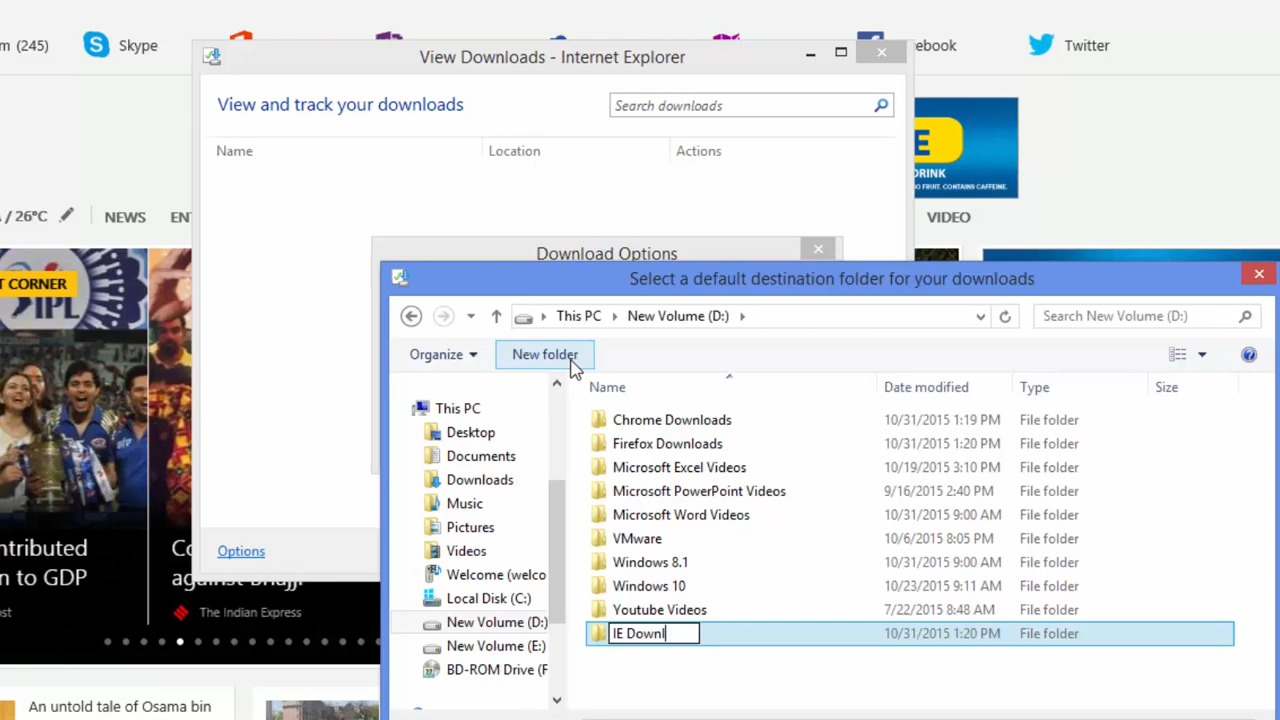 m (245)
Skype
ebook
Twitter
View Downloads - Internet Explorer
View and track your downloads
Search downloads
Name
Location
Actions
E
DRINK
FRUIT. CONTAINS CAFFEINE.
/ 26°C
NEWS
VIDEO
T CORNER
IPL
Download Options
Select a default destination folder for your downloads
This PC
New Volume (D:)
Search New Volume (D:)
Organize
New folder
Name
Date modified
Type
Size
This PC
Desktop
Documents
Downloads
Music
Pictures
Videos
Welcome (welco
Local Disk (C:)
New Volume (D:)
New Volume (E:)
BD-ROM Drive (F
Chrome Downloads 10/31/2015 1:19 PM File folder
Firefox Downloads 10/31/2015 1:20 PM File folder
Microsoft Excel Videos 10/19/2015 3:10 PM File folder
Microsoft PowerPoint Videos 9/16/2015 2:40 PM File folder
Microsoft Word Videos 10/31/2015 9:00 AM File folder
VMware 10/6/2015 8:05 PM File folder
Windows 8.1 10/31/2015 9:00 AM File folder
Windows 10 10/23/2015 9:11 AM File folder
Youtube Videos 7/22/2015 8:48 AM File folder
IE Downl 10/31/2015 1:20 PM File folder
Options
ntributed
n to GDP
ost
against Bhajji
The Indian Express
An untold tale of Osama bin